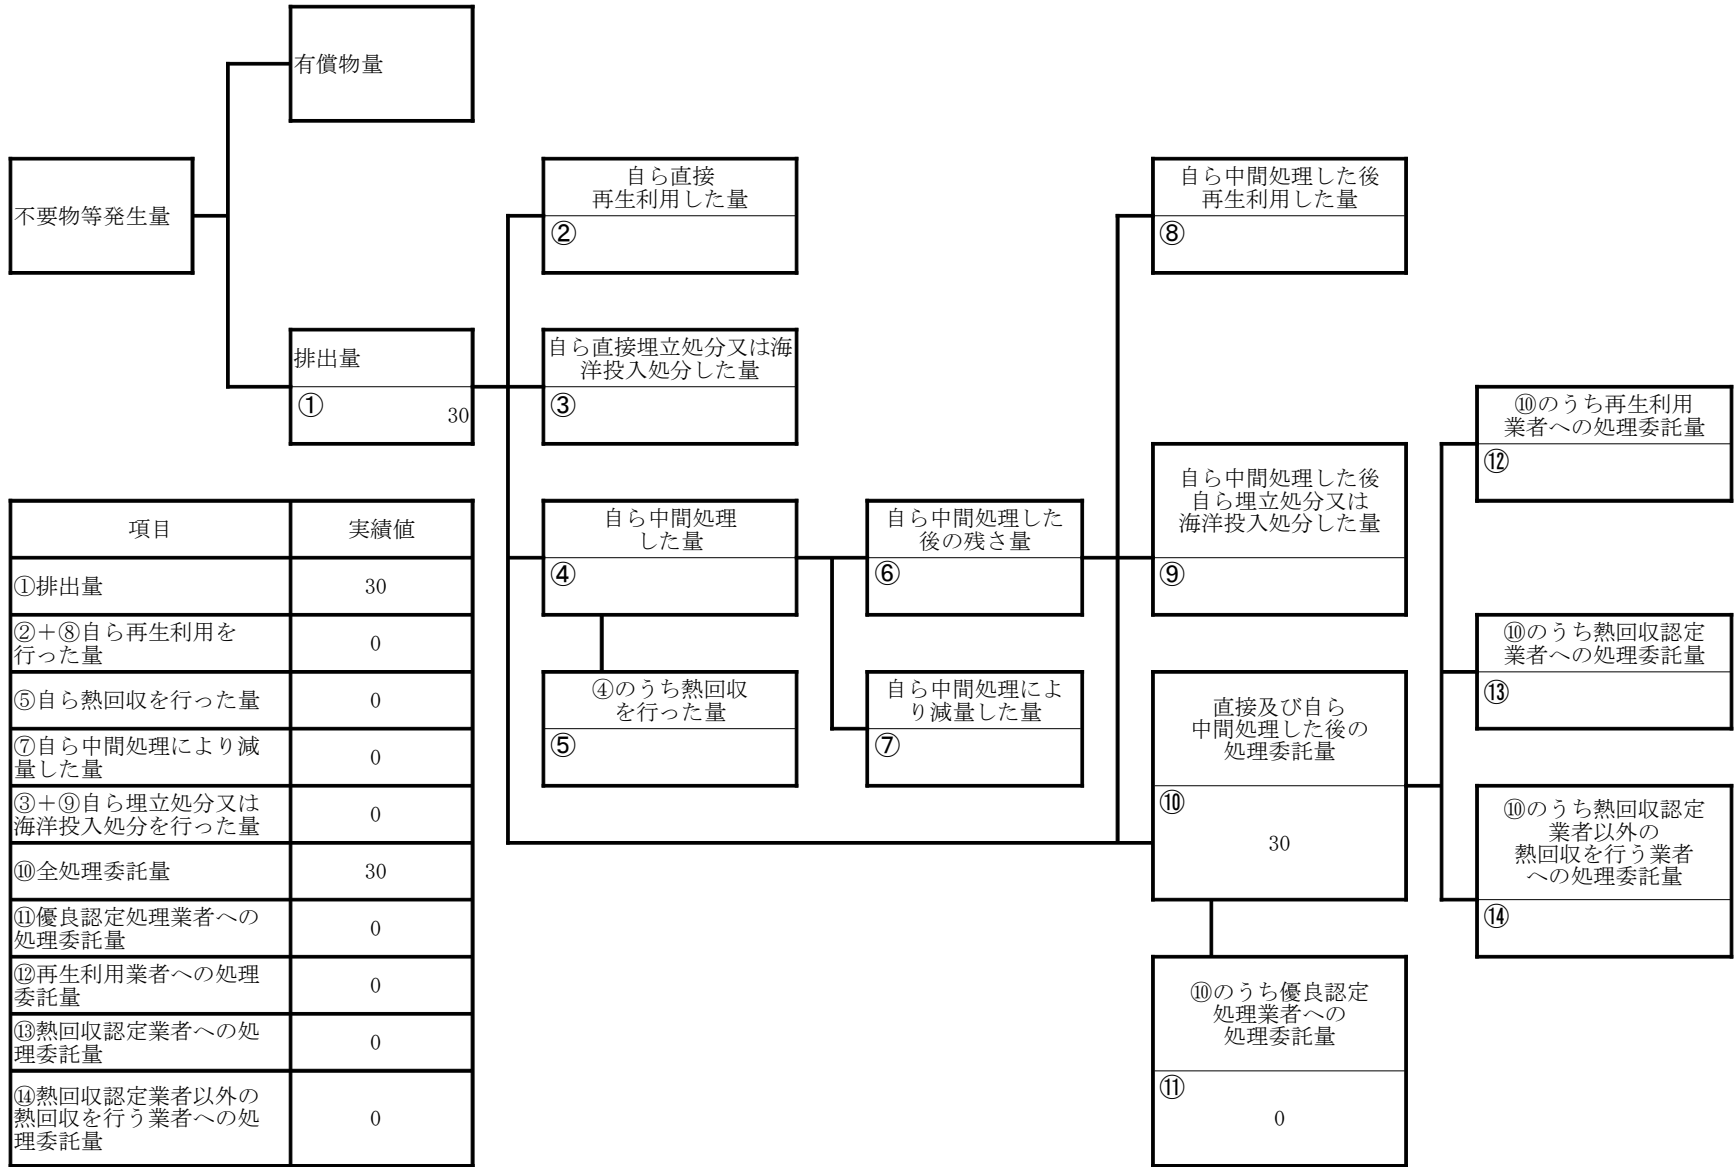 有償物量
不要物等発生量
自ら直接
再生利用した量
②
自ら中間処理した後
再生利用した量
⑧
排出量
①
30
自ら直接埋立処分又は海
洋投入処分した量
③
⑩のうち再生利用
業者への処理委託量
⑫
自ら中間処理
した量
④
自ら中間処理した
後の残さ量
⑥
自ら中間処理した後
自ら埋立処分又は
海洋投入処分した量
⑨
④のうち熱回収
を行った量
⑤
自ら中間処理によ
り減量した量
⑦
直接及び自ら
中間処理した後の
処理委託量
⑩
30
⑩のうち熱回収認定
業者への処理委託量
⑬
⑩のうち熱回収認定
業者以外の
熱回収を行う業者
への処理委託量
⑭
⑩のうち優良認定
処理業者への
処理委託量
⑪
0
項目 実績値
①排出量 30
②+⑧自ら再生利用を
行った量 0
⑤自ら熱回収を行った量 0
⑦自ら中間処理により減
量した量 0
③+⑨自ら埋立処分又は
海洋投入処分を行った量 0
⑩全処理委託量 30
⑪優良認定処理業者への
処理委託量 0
⑫再生利用業者への処理
委託量 0
⑬熱回収認定業者への処
理委託量 0
⑭熱回収認定業者以外の
熱回収を行う業者への処
理委託量 0